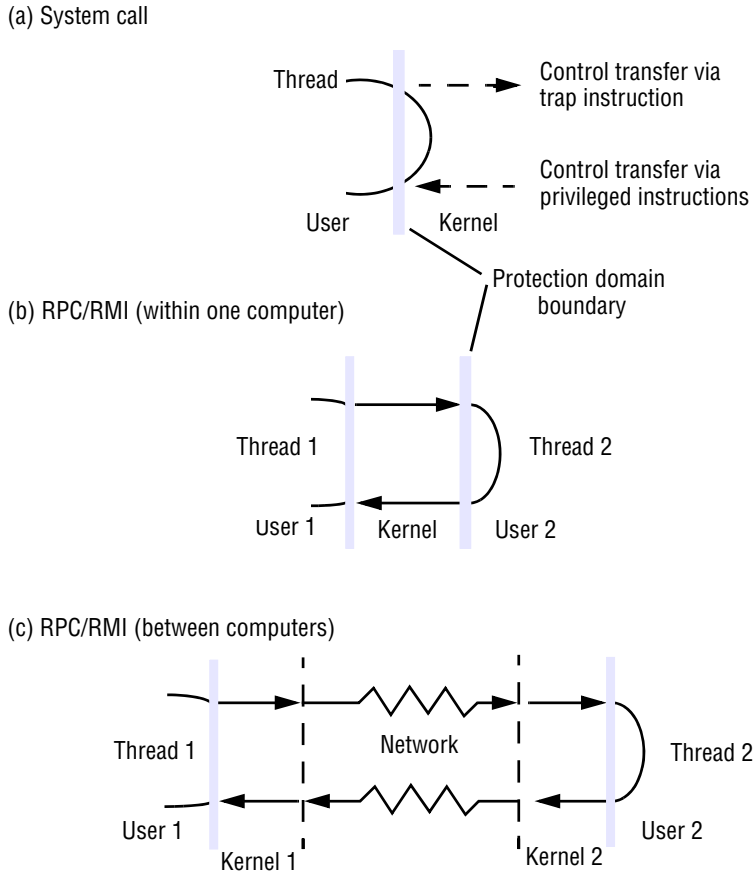 (a) System call
Thread
Control transfer via
trap instruction
Control transfer via
privileged instructions
User
Kernel
Protection domain
boundary
(b) RPC/RMI (within one computer)
Thread 1
Thread 2
User 1
Kernel
User 2
(c) RPC/RMI (between computers)
Network
Thread 1
Thread 2
User 1
User 2
Kernel 1
Kernel 2